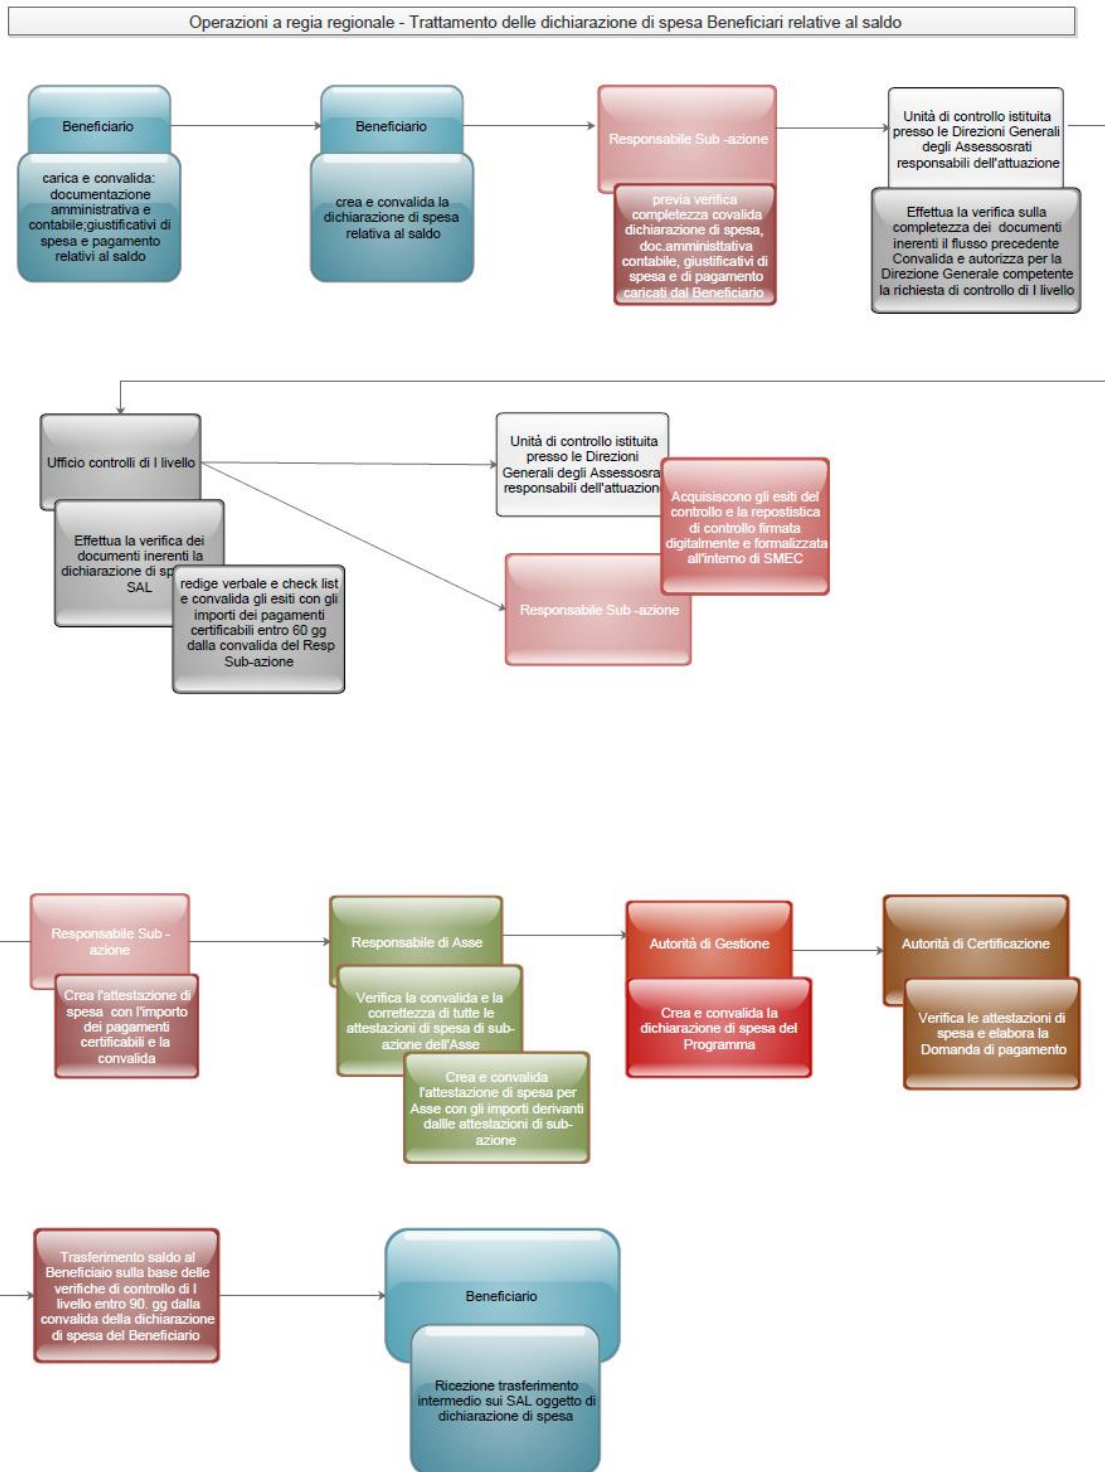 Operazioni a regia regionale - Trattamento delle dichiarazione di spesa Beneficiari relative al saldo
Beneficiario
carica e convalida:
documentazione
amministrativa e
contabile;giustificativi di
spesa e pagamento
relativi al saldo
Beneficiario
crea e convalida la
dichiarazione di spesa
relativa al saldo
Responsabile Sub -azione
previa verifica
completezza covalida
dichiarazione di spesa,
doc.amministtativa
contabile, giustificativi di
spesa e di pagamento
caricati dal Beneficiario
Unità di controllo istituita
presso le Direzioni Generali
degli Assessosrati
responsabili dell'attuazione
Effettua la verifica sulla
completezza dei documenti
inerenti il flusso precedente
Convalida e autorizza per la
Direzione Generale competente
la richiesta di controllo di I livello
Ufficio controlli di I livello
Effettua la verifica dei
documenti inerenti la
dichiarazione di sp
SAL
redige verbale e check list
e convalida gli esiti con gli
importi dei pagamenti
certificabili entro 60 gg
dalla convalida del Resp
Sub-azione
Unità di controllo istituita
presso le Direzioni
Generali degli Assessosra
responsabili dell'attuazion
Acquisiscono gli esiti del
controllo e la repostistica
di controllo firmata
digitalmente e formalizzata
all'interno di SMEC
Responsabile Sub -azione
Responsabile Sub -
azione
Crea l'attestazione di
spesa con l'importo
dei pagamenti
certificabili e la
convalida
Responsabile di Asse
Verifica la convalida e la
correttezza di tutte le
attestazioni di spesa di sub-
azione dell'Asse
Crea e convalida
l'attestazione di spesa per
Asse con gli importi derivanti
dallle attestazioni di sub-
azione
Autorità di Gestione
Crea e convalida la
dichiarazione di spesa del
Programma
Autorità di Certificazione
Verifica le attestazioni di
spesa e elabora la
Domanda di pagamento
Trasferimento saldo al
Beneficiaio sulla base delle
verifiche di controllo di I
livello entro 90. gg dalla
convalida della dichiarazione
di spesa del Beneficiario
Beneficiario
Ricezione trasferimento
intermedio sui SAL oggetto di
dichiarazione di spesa